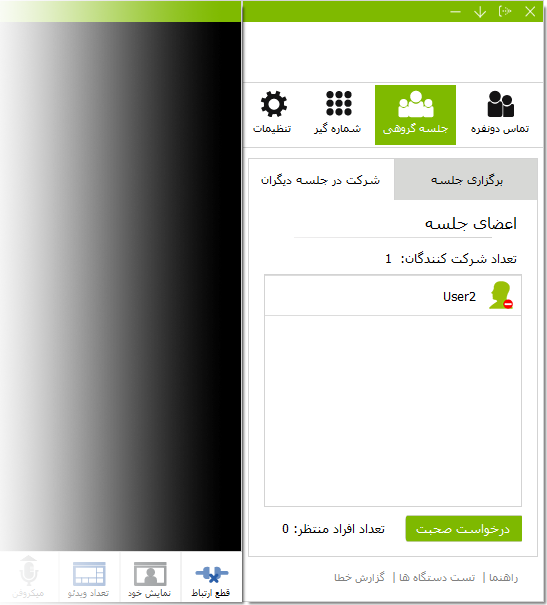 تماس دونفره
جلسه گروهی
شماره گیر
تنظیمات
برگزاری جلسه
شرکت در جلسه دیگران
اعضای جلسه
تعداد شرکت کنندگان: 1
User2
درخواست صحبت
تعداد افراد منتظر: 0
راهنما | تست دستگاه ها | گزارش خطا
قطع ارتباط
نمایش خود
تعداد ویدئو
میکروفن